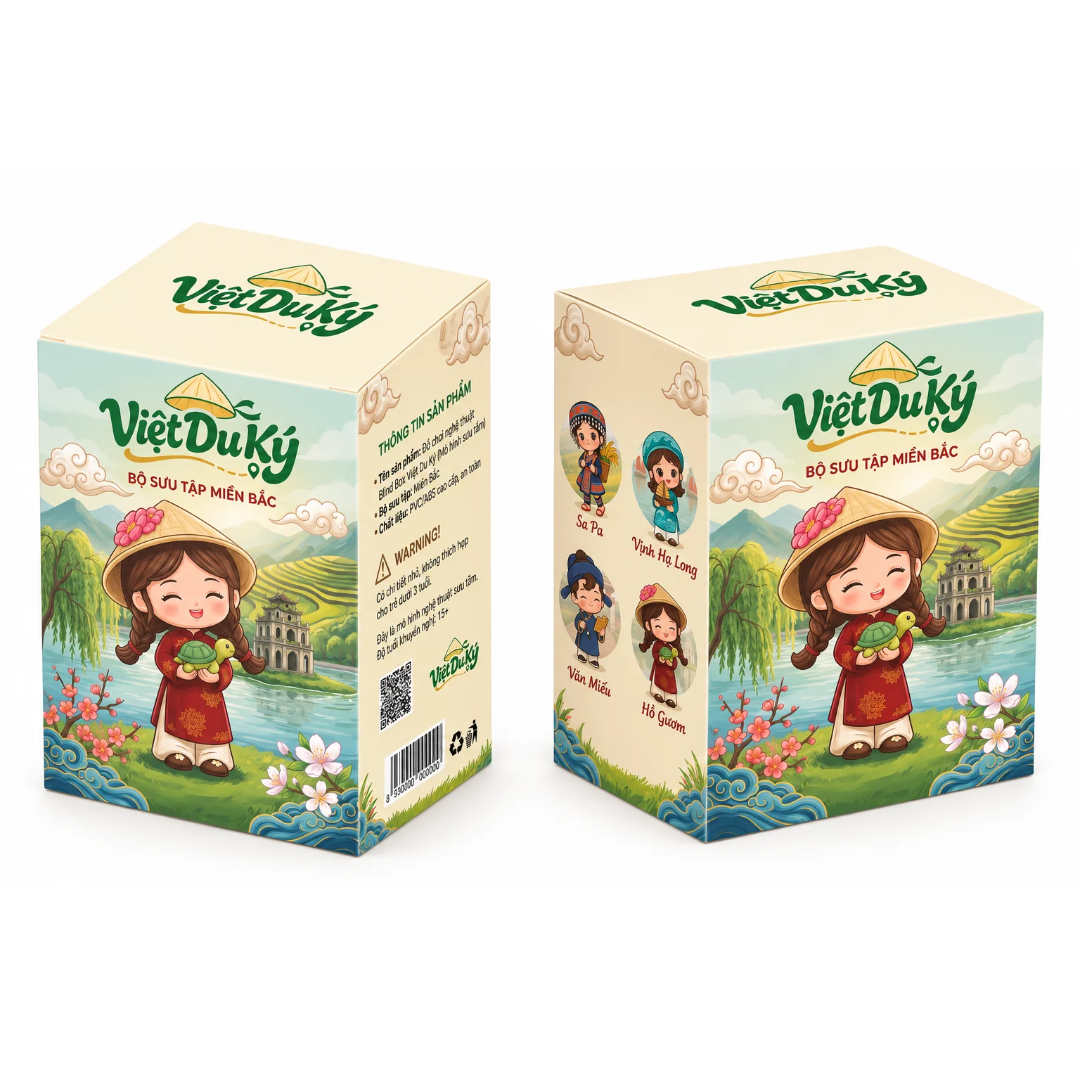 Việt Du Ký
Việt Du Ký
BỘ SƯU TẬP MIỀN BẮC
THÔNG TIN SẢN PHẨM
• Tên sản phẩm: Đồ chơi nghệ thuật
Blind Box Việt Du Ký (Mô hình sưu tầm)
• Bộ sưu tập: Miền Bắc
• Chất liệu: PVC/ABS cao cấp, an toàn
WARNING!
Có chi tiết nhỏ, không thích hợp
cho trẻ dưới 3 tuổi.
Đây là mô hình nghệ thuật sưu tầm.
Độ tuổi khuyến nghị: 15+
Việt Du Ký
8 930000 000000
Việt Du Ký
Sa Pa
Vịnh Hạ Long
Văn Miếu
Hồ Gươm
Việt Du Ký
BỘ SƯU TẬP MIỀN BẮC